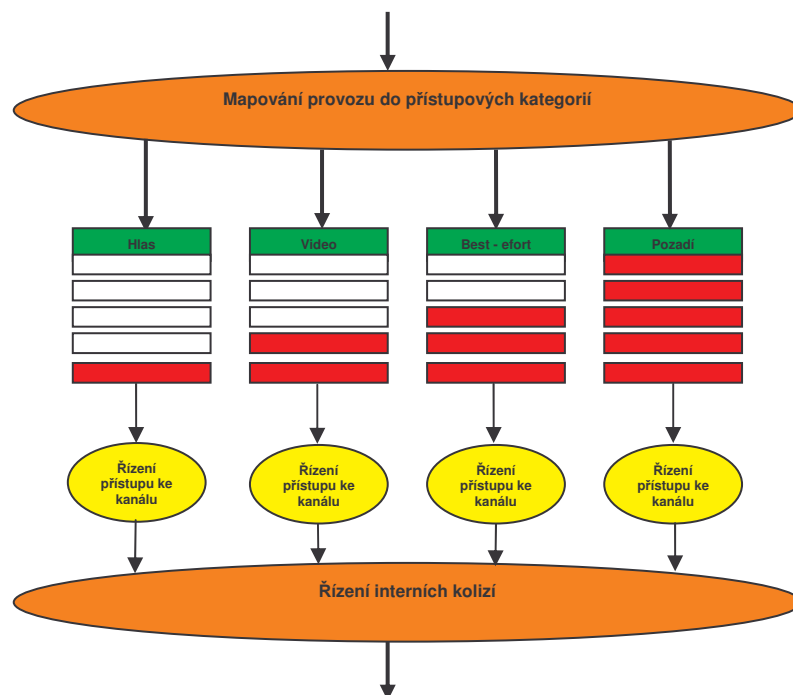 Mapování provozu do přístupových kategorií
Hlas
Video
Best - efort
Pozadí
Řízení
přístupu ke
kanálu
Řízení
přístupu ke
kanálu
Řízení
přístupu ke
kanálu
Řízení
přístupu ke
kanálu
Řízení interních kolizí